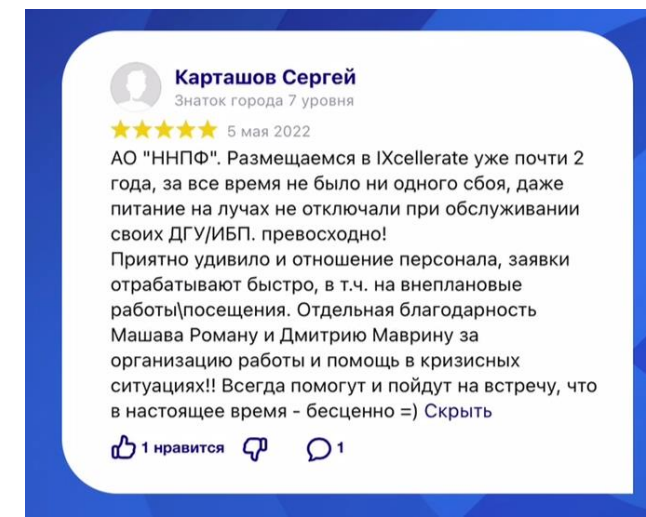 Карташов Сергей
Знаток города 7 уровня
5 мая 2022
АО "ННПФ". Размещаемся в IXcellerate уже почти 2
года, за все время не было ни одного сбоя, даже
питание на лучах не отключали при обслуживании
своих ДГУ/ИБП. превосходно!
Приятно удивило и отношение персонала, заявки
отрабатывают быстро, в т.ч. на внеплановые
работы\посещения. Отдельная благодарность
Машава Роману и Дмитрию Маврину за
организацию работы и помощь в кризисных
ситуациях!! Всегда помогут и пойдут на встречу, что
в настоящее время - бесценно =) Скрыть
1 нравится 1